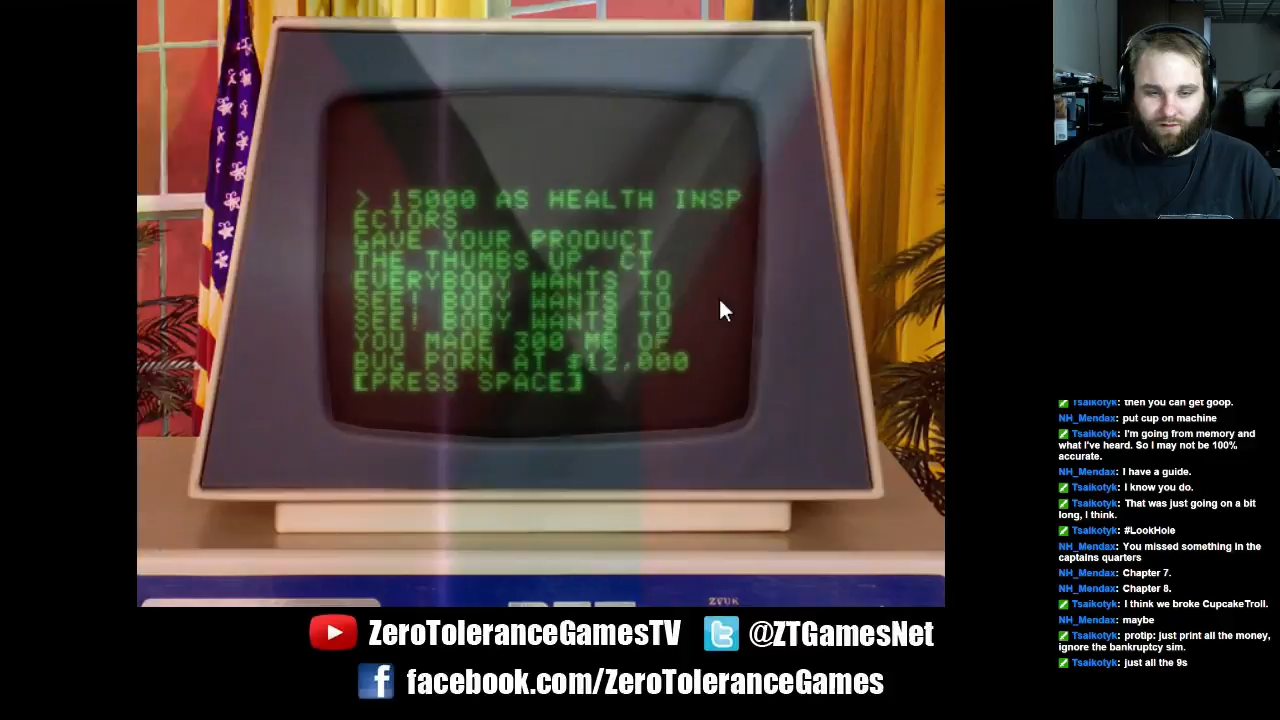 > 15000 AS HEALTH INSP
ECTORS
GAVE YOUR PRODUCT
THE THUMBS UP. CT
EVERYBODY WANTS TO
SEE! BODY WANTS TO
SEE! BODY WANTS TO
YOU MADE 300 MB OF
BUG PORN AT $12,000
[PRESS SPACE]
ZeroToleranceGamesTV
@ZTGamesNet
facebook.com/ZeroToleranceGames
Tsaikotyk: then you can get goop.
NH_Mendax: put cup on machine
Tsaikotyk: I'm going from memory and
what I've heard. So I may not be 100%
accurate.
NH_Mendax: I have a guide.
Tsaikotyk: I know you do.
Tsaikotyk: That was just going on a bit
long, I think.
Tsaikotyk: #LookHole
NH_Mendax: You missed something in the
captains quarters
NH_Mendax: Chapter 7.
NH_Mendax: Chapter 8.
Tsaikotyk: I think we broke CupcakeTroll.
NH_Mendax: maybe
Tsaikotyk: protip: just print all the money,
ignore the bankruptcy sim.
Tsaikotyk: just all the 9s